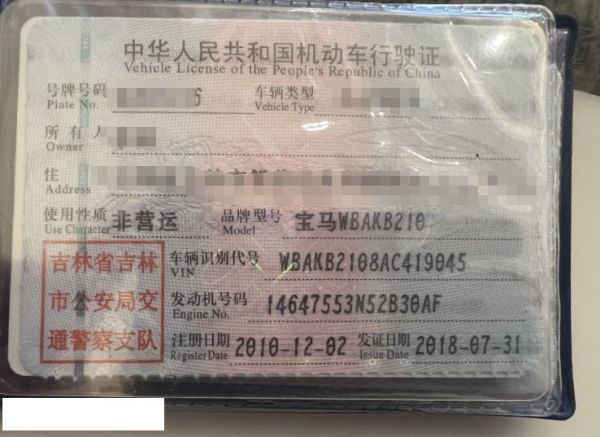 中华人民共和国机动车行驶证
Vehicle License of the People's Republic of China
号牌号码 6 车辆类型
Plate No. Vehicle Type
所有人
Owner
住
Address
使用性质 非营运 品牌型号 宝马WBAKB210
Use Character Model
吉林省吉林 车辆识别代号 WBAKB2108AC419045
VIN
市公安局交 发动机号码 14647553N52B30AF
Engine No.
通警察支队 注册日期 2010-12-02 发证日期 2018-07-31
Register Date Issue Date